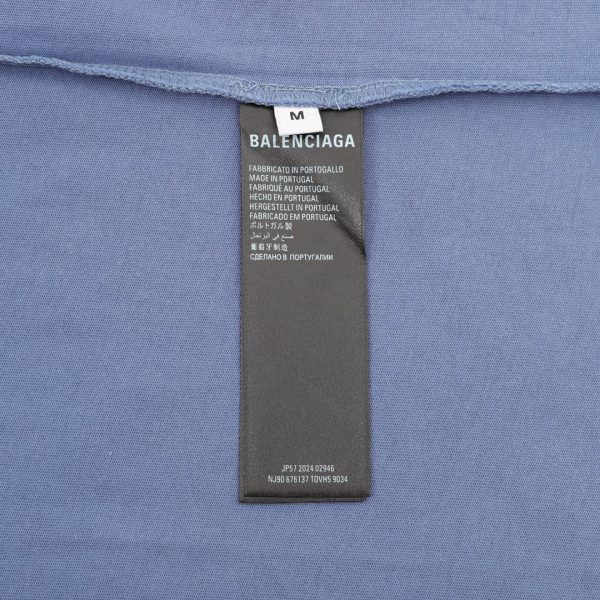 M
BALENCIAGA
FABBRICATO IN PORTOGALLO
MADE IN PORTUGAL
FABRIQUÉ AU PORTUGAL
HECHO EN PORTUGAL
HERGESTELLT IN PORTUGAL
FABRICADO EM PORTUGAL
ポルトガル製
صنع في البرتغال
葡萄牙制造
СДЕЛАНО В ПОРТУГАЛИИ
JP57 2024 02946
NJ90 676137 TOVH5 9034